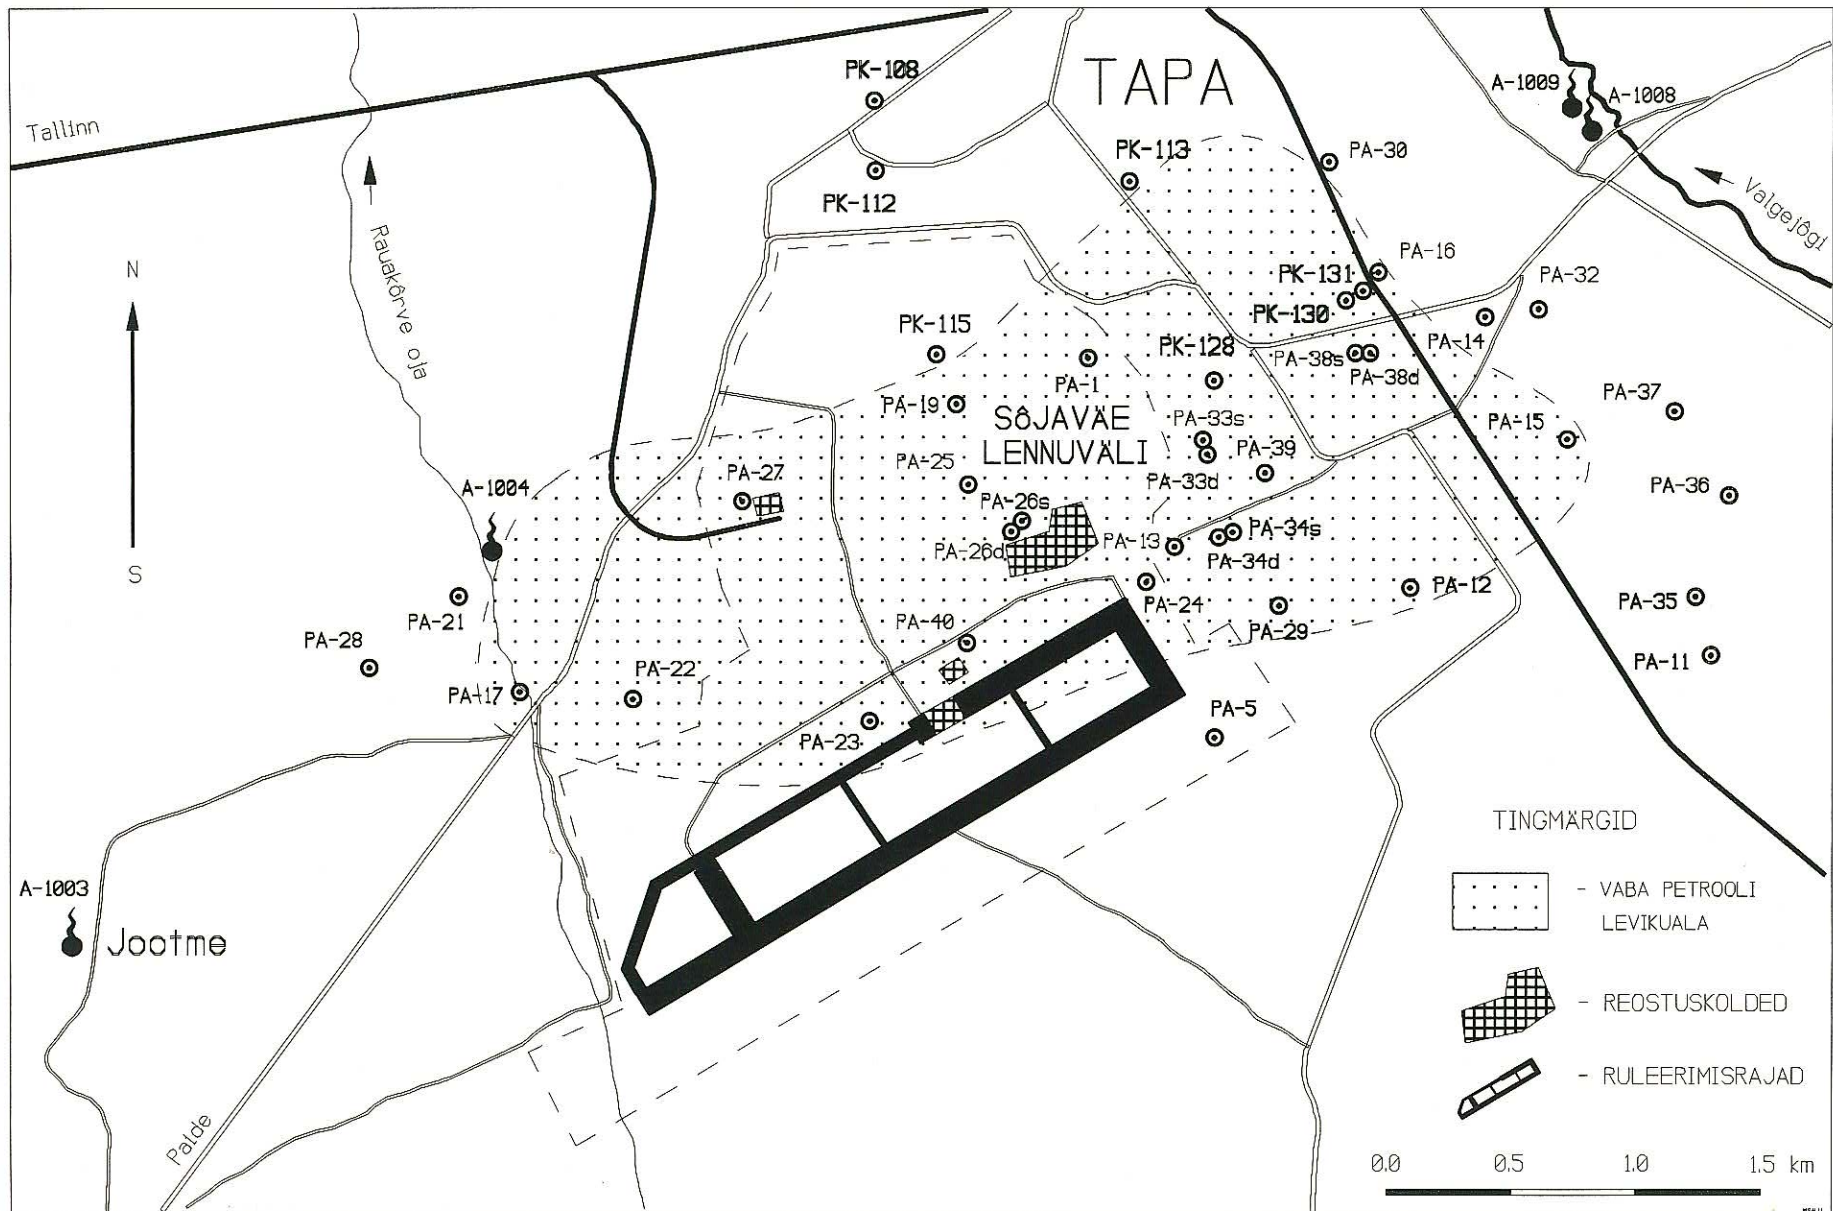 TAPA
PK-108
A-1009
A-1008
Tallinn
PK-113
PA-30
PK-112
Valgejõgi
Rauakõrve oja
N
PA-16
PK-131
PA-32
PK-130
PK-115
PK-128
PA-14
PA-38s
PA-1
PA-38d
PA-19
PA-37
SÕJAVÄE
LENNUVÄLI
PA-33s
PA-15
PA-39
PA-25
PA-27
PA-33d
A-1004
PA-36
PA-26s
PA-34s
PA-26d
PA-13
PA-34d
S
PA-12
PA-24
PA-35
PA-21
PA-40
PA-29
PA-28
PA-11
PA-17
PA-22
PA-5
PA-23
TINGMÄRGID
A-1003
- VABA PETROOLI
LEVIKUALA
Jootme
- REOSTUSKOLDED
- RULEERIMISRAJAD
Paide
0.0 0.5 1.0 1.5 km